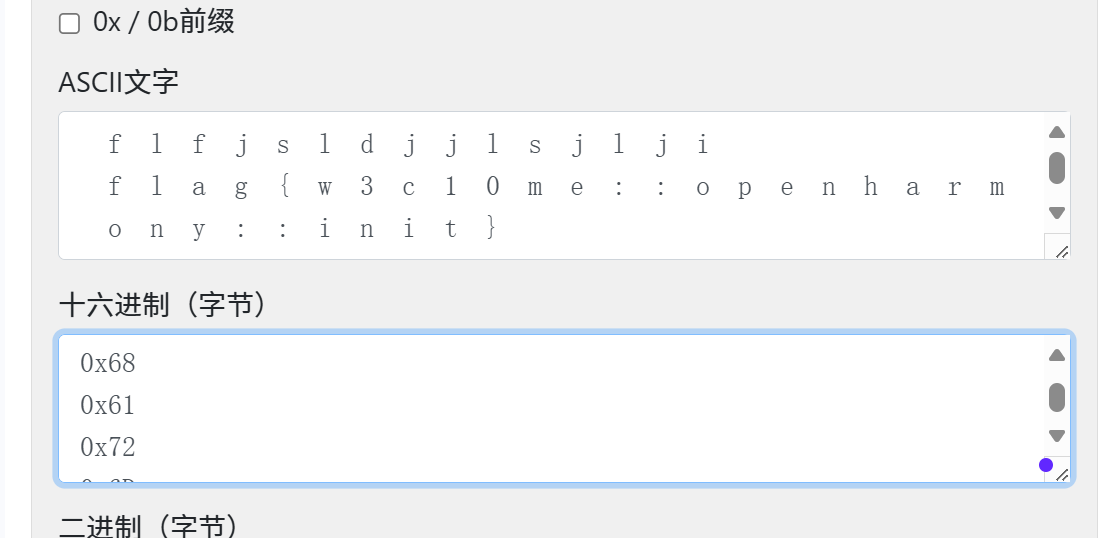 0x / 0b前缀
ASCII文字
f l f j s l d j j l s j l j i
f l a g { w 3 c 1 0 m e : : o p e n h a r m
o n y : : i n i t }
十六进制（字节）
0x68
0x61
0x72
二进制（字节）